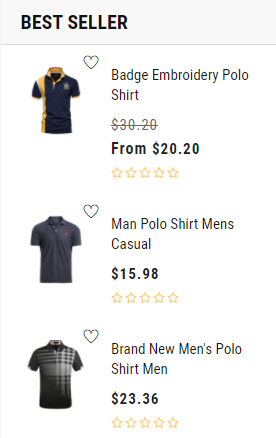 BEST SELLER
Badge Embroidery Polo
Shirt
$30.20
From $20.20
Man Polo Shirt Mens
Casual
$15.98
Brand New Men's Polo
Shirt Men
$23.36